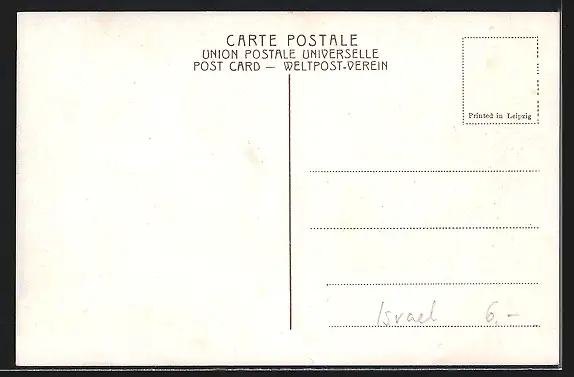 CARTE POSTALE
UNION POSTALE UNIVERSELLE
POST CARD — WELTPOST-VEREIN
Printed in Leipzig
Israel 6,-